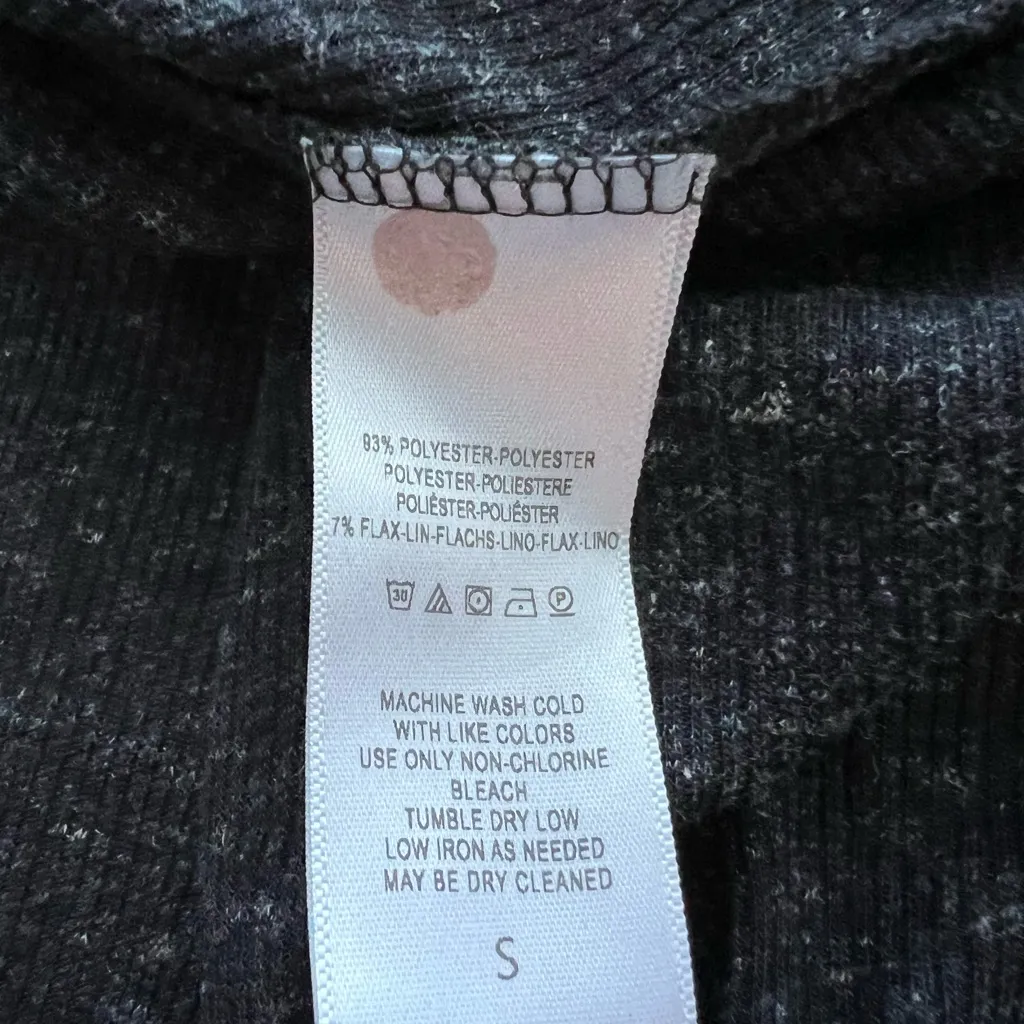 93% POLYESTER-POLYESTER
POLYESTER-POLIESTERE
POLIÉSTER-POLIÉSTER
7% FLAX-LIN-FLACHS-LINO-FLAX-LINO
30 P
MACHINE WASH COLD
WITH LIKE COLORS
USE ONLY NON-CHLORINE
BLEACH
TUMBLE DRY LOW
LOW IRON AS NEEDED
MAY BE DRY CLEANED
S